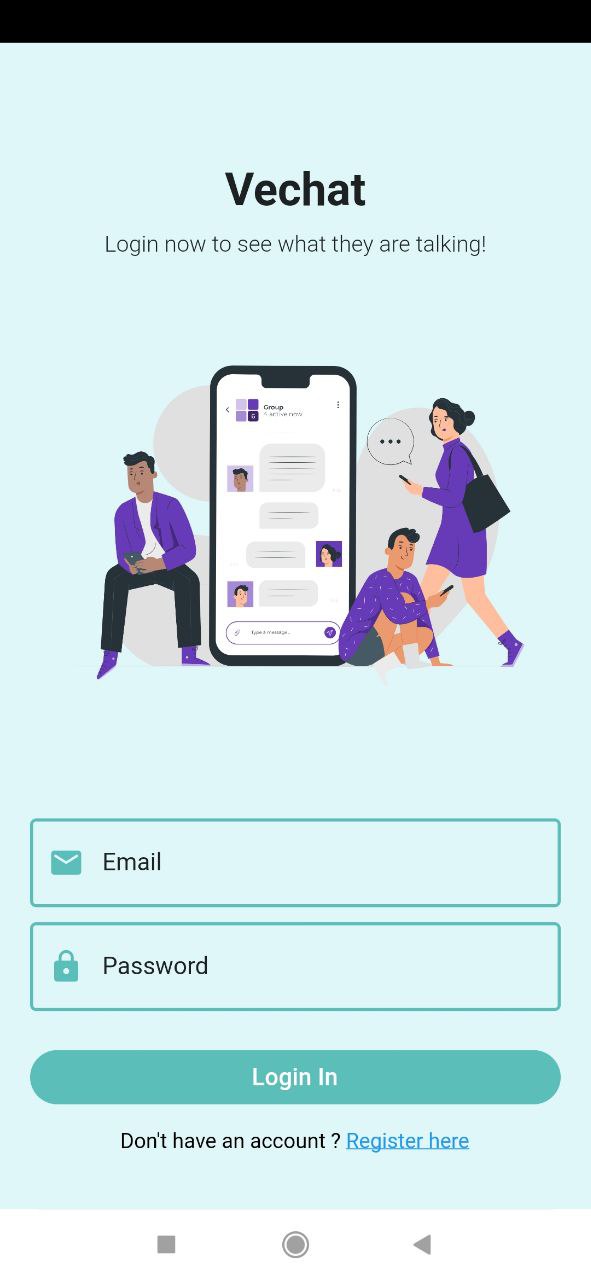 Vechat
Login now to see what they are talking!
Group
Type a message...
Email
Password
Login In
Don't have an account ? Register here